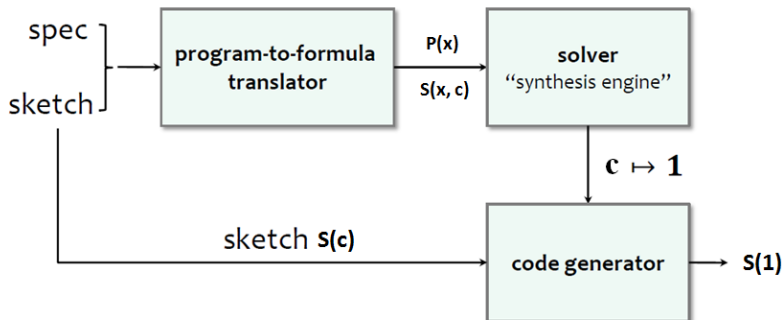 spec
sketch
program-to-formula
translator
P(x)
S(x, c)
solver
“synthesis engine”
c ↦ 1
sketch S(c)
code generator
S(1)